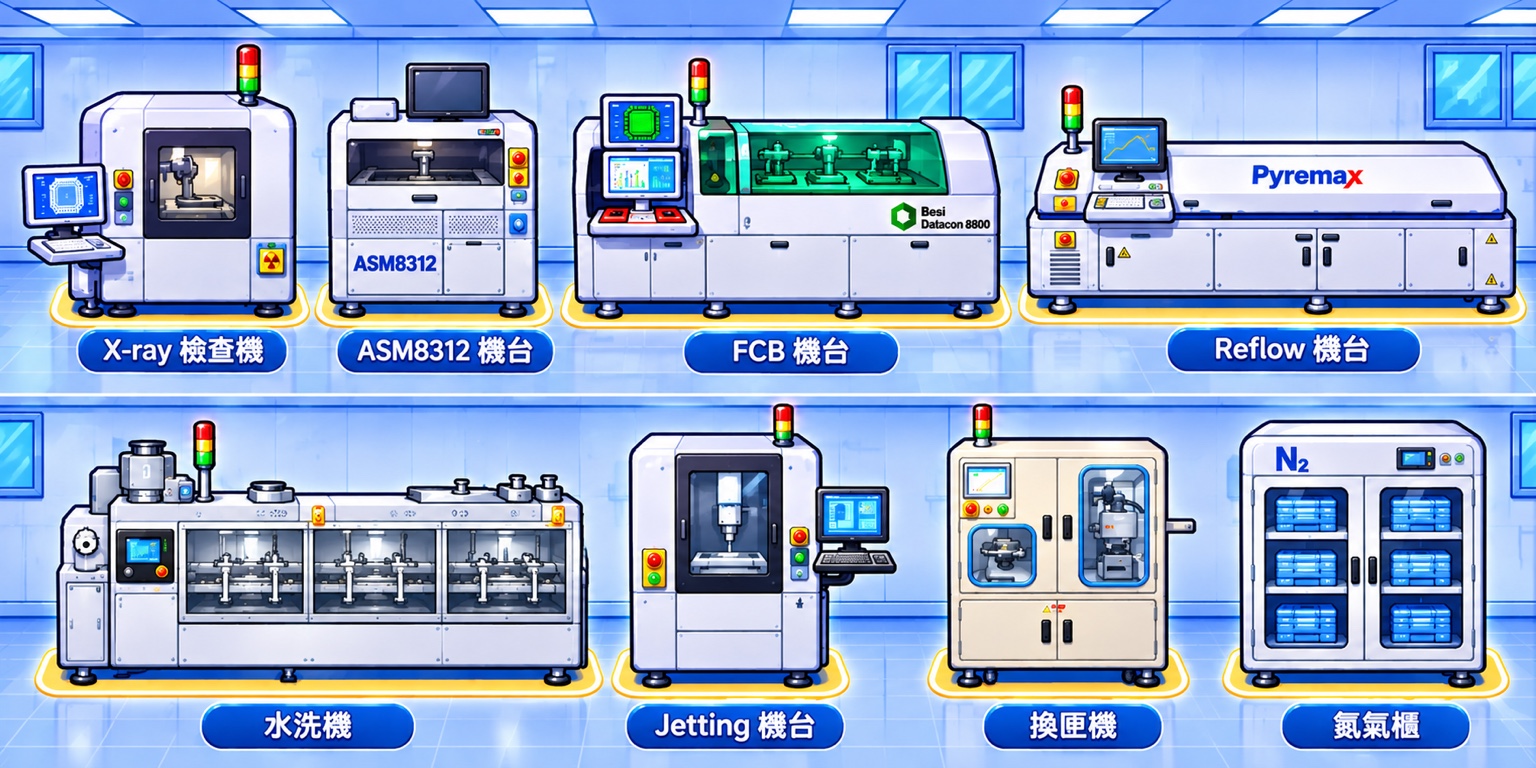 ASM8312
Besi
Datacon 8800
Pyremax
X-ray 檢查機
ASM8312 機台
FCB 機台
Reflow 機台
N₂
水洗機
Jetting 機台
換匣機
氮氣櫃